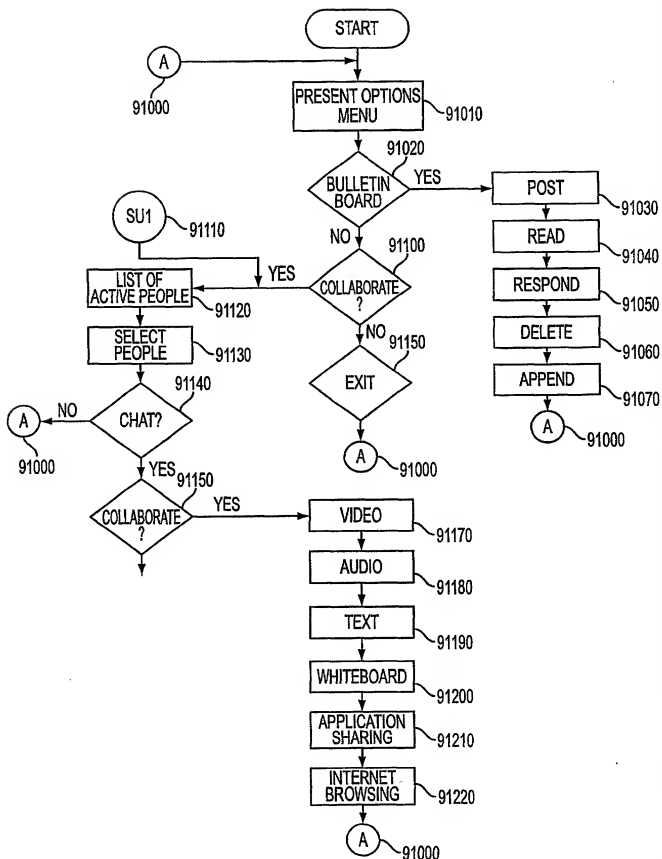 START
A
91000
PRESENT OPTIONS
MENU
91010
91020
BULLETIN
BOARD
YES
POST
91030
NO
SU1
91110
READ
91040
91100
YES
COLLABORATE
?
LIST OF
ACTIVE PEOPLE
91120
RESPOND
91050
NO
SELECT
PEOPLE
91130
91150
DELETE
91060
EXIT
91140
APPEND
91070
CHAT?
NO
A
91000
A
91000
A
91000
YES
91150
COLLABORATE
?
YES
VIDEO
91170
AUDIO
91180
TEXT
91190
WHITEBOARD
91200
APPLICATION
SHARING
91210
INTERNET
BROWSING
91220
A
91000